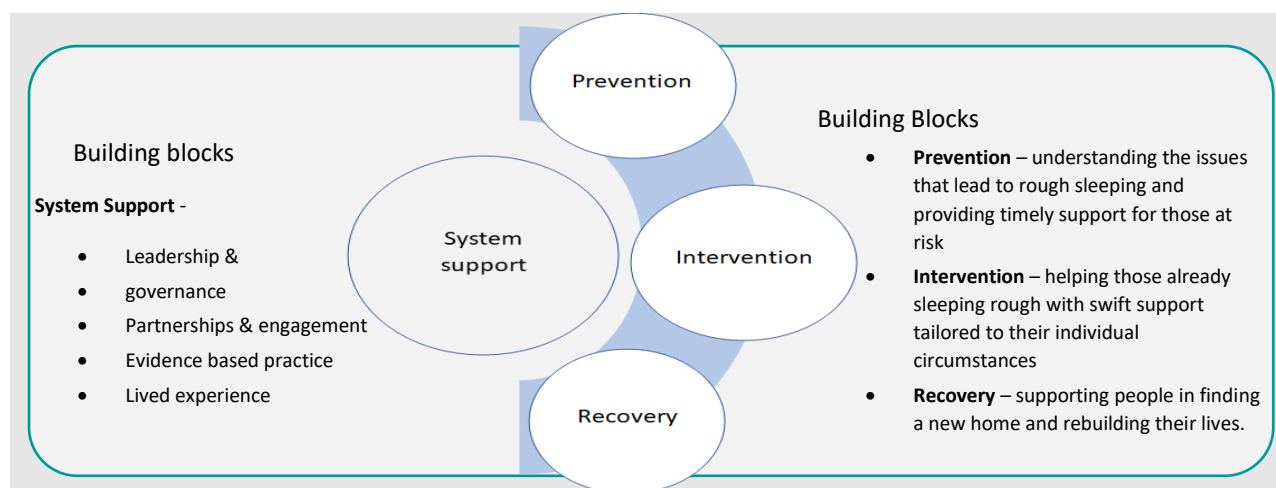 Building blocks
System Support -
• Leadership &
• governance
• Partnerships & engagement
• Evidence based practice
• Lived experience
Prevention
System
support
Intervention
Recovery
Building Blocks
• Prevention – understanding the issues
that lead to rough sleeping and
providing timely support for those at
risk
• Intervention – helping those already
sleeping rough with swift support
tailored to their individual
circumstances
• Recovery – supporting people in finding
a new home and rebuilding their lives.